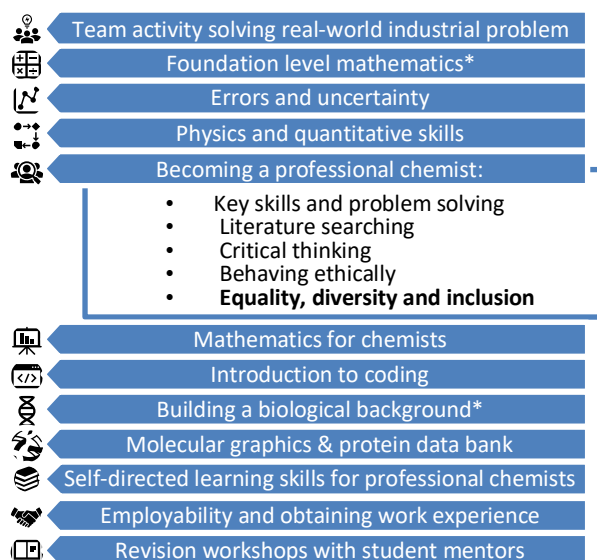 Team activity solving real-world industrial problem
Foundation level mathematics*
Errors and uncertainty
Physics and quantitative skills
Becoming a professional chemist:
• Key skills and problem solving
• Literature searching
• Critical thinking
• Behaving ethically
• Equality, diversity and inclusion
Mathematics for chemists
Introduction to coding
Building a biological background*
Molecular graphics & protein data bank
Self-directed learning skills for professional chemists
Employability and obtaining work experience
Revision workshops with student mentors